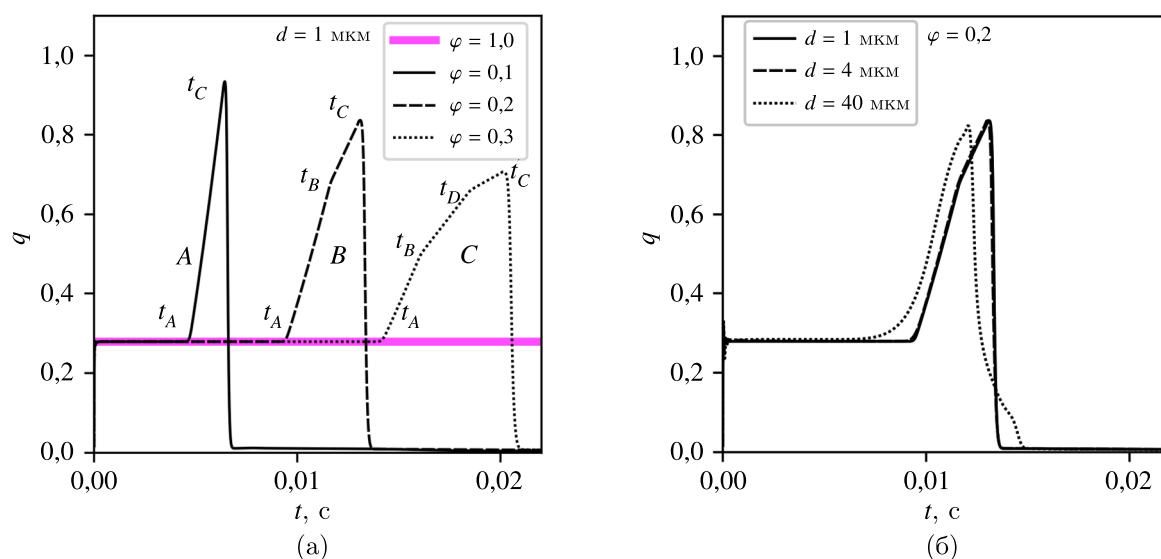 d = 1 мкм
φ = 1,0
φ = 0,1
φ = 0,2
φ = 0,3
1,0
0,8
0,6
0,4
0,2
0,0
q
t_C
t_C
t_C
t_B
t_D
t_B
A
B
C
t_A
t_A
t_A
0,00
0,01
0,02
t, с
(а)
d = 1 мкм
d = 4 мкм
d = 40 мкм
φ = 0,2
1,0
0,8
0,6
0,4
0,2
0,0
q
0,00
0,01
0,02
t, с
(б)